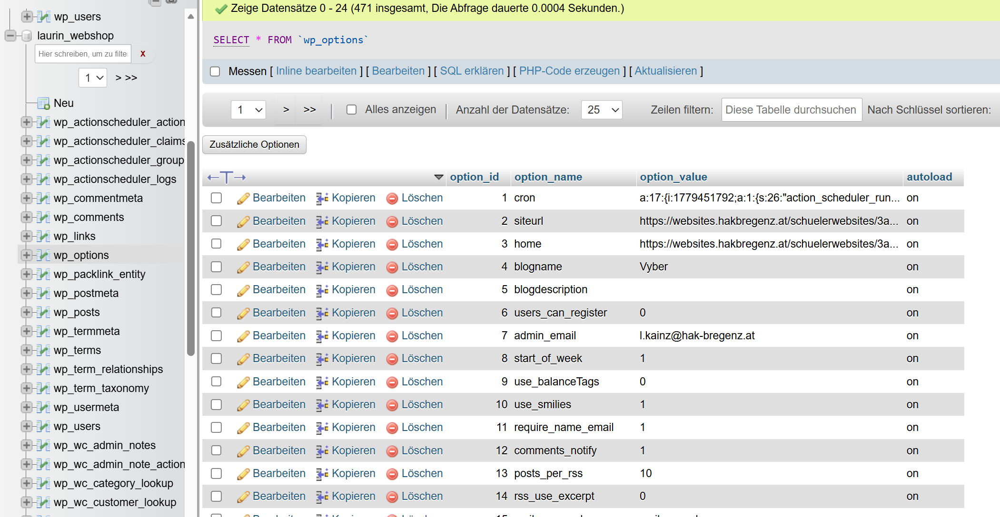 wp_users
laurin_webshop
Hier schreiben, um zu filte
X
1
> >>
Neu
wp_actionscheduler_action
wp_actionscheduler_claims
wp_actionscheduler_group
wp_actionscheduler_logs
wp_commentmeta
wp_comments
wp_links
wp_options
wp_packlink_entity
wp_postmeta
wp_posts
wp_termmeta
wp_terms
wp_term_relationships
wp_term_taxonomy
wp_usermeta
wp_users
wp_wc_admin_notes
wp_wc_admin_note_action
wp_wc_category_lookup
wp_wc_customer_lookup
Zeige Datensätze 0 - 24 (471 insgesamt, Die Abfrage dauerte 0.0004 Sekunden.)
SELECT * FROM `wp_options`
Messen [ Inline bearbeiten ] [ Bearbeiten ] [ SQL erklären ] [ PHP-Code erzeugen ] [ Aktualisieren ]
1 > >> | Alles anzeigen | Anzahl der Datensätze: 25 Zeilen filtern: Diese Tabelle durchsuchen Nach Schlüssel sortieren:
Zusätzliche Optionen
←T→ option_id option_name option_value autoload
Bearbeiten Kopieren Löschen 1 cron a:17:{i:1779451792;a:1:{s:26:"action_scheduler_run... on
Bearbeiten Kopieren Löschen 2 siteurl https://websites.hakbregenz.at/schuelerwebsites/3a... on
Bearbeiten Kopieren Löschen 3 home https://websites.hakbregenz.at/schuelerwebsites/3a... on
Bearbeiten Kopieren Löschen 4 blogname Vyber on
Bearbeiten Kopieren Löschen 5 blogdescription on
Bearbeiten Kopieren Löschen 6 users_can_register 0 on
Bearbeiten Kopieren Löschen 7 admin_email l.kainz@hak-bregenz.at on
Bearbeiten Kopieren Löschen 8 start_of_week 1 on
Bearbeiten Kopieren Löschen 9 use_balanceTags 0 on
Bearbeiten Kopieren Löschen 10 use_smilies 1 on
Bearbeiten Kopieren Löschen 11 require_name_email 1 on
Bearbeiten Kopieren Löschen 12 comments_notify 1 on
Bearbeiten Kopieren Löschen 13 posts_per_rss 10 on
Bearbeiten Kopieren Löschen 14 rss_use_excerpt 0 on